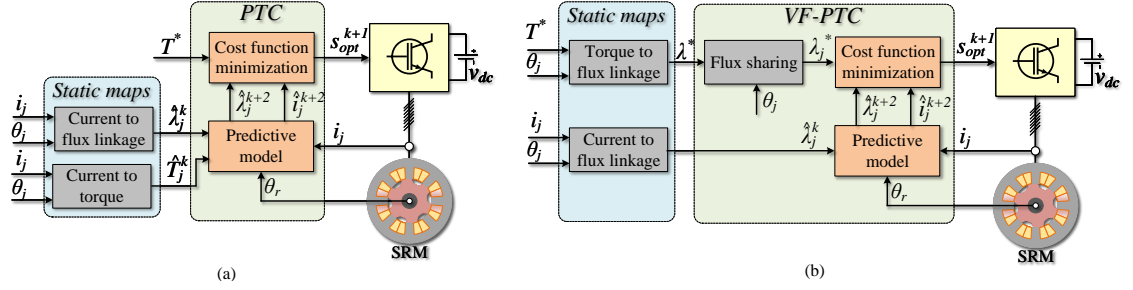 PTC
T*
Cost function
minimization
s_opt^{k+1}
v_dc
λ̂_j^{k+2}
î_j^{k+2}
Static maps
i_j
θ_j
Current to
flux linkage
λ̂_j^k
Predictive
model
i_j
i_j
θ_j
Current to
torque
T̂_j^k
θ_r
SRM
(a)
Static maps
VF-PTC
T*
θ_j
Torque to
flux linkage
λ*
Flux sharing
λ_j*
θ_j
Cost function
minimization
s_opt^{k+1}
v_dc
λ̂_j^{k+2}
î_j^{k+2}
i_j
θ_j
Current to
flux linkage
λ̂_j^k
Predictive
model
i_j
θ_r
SRM
(b)